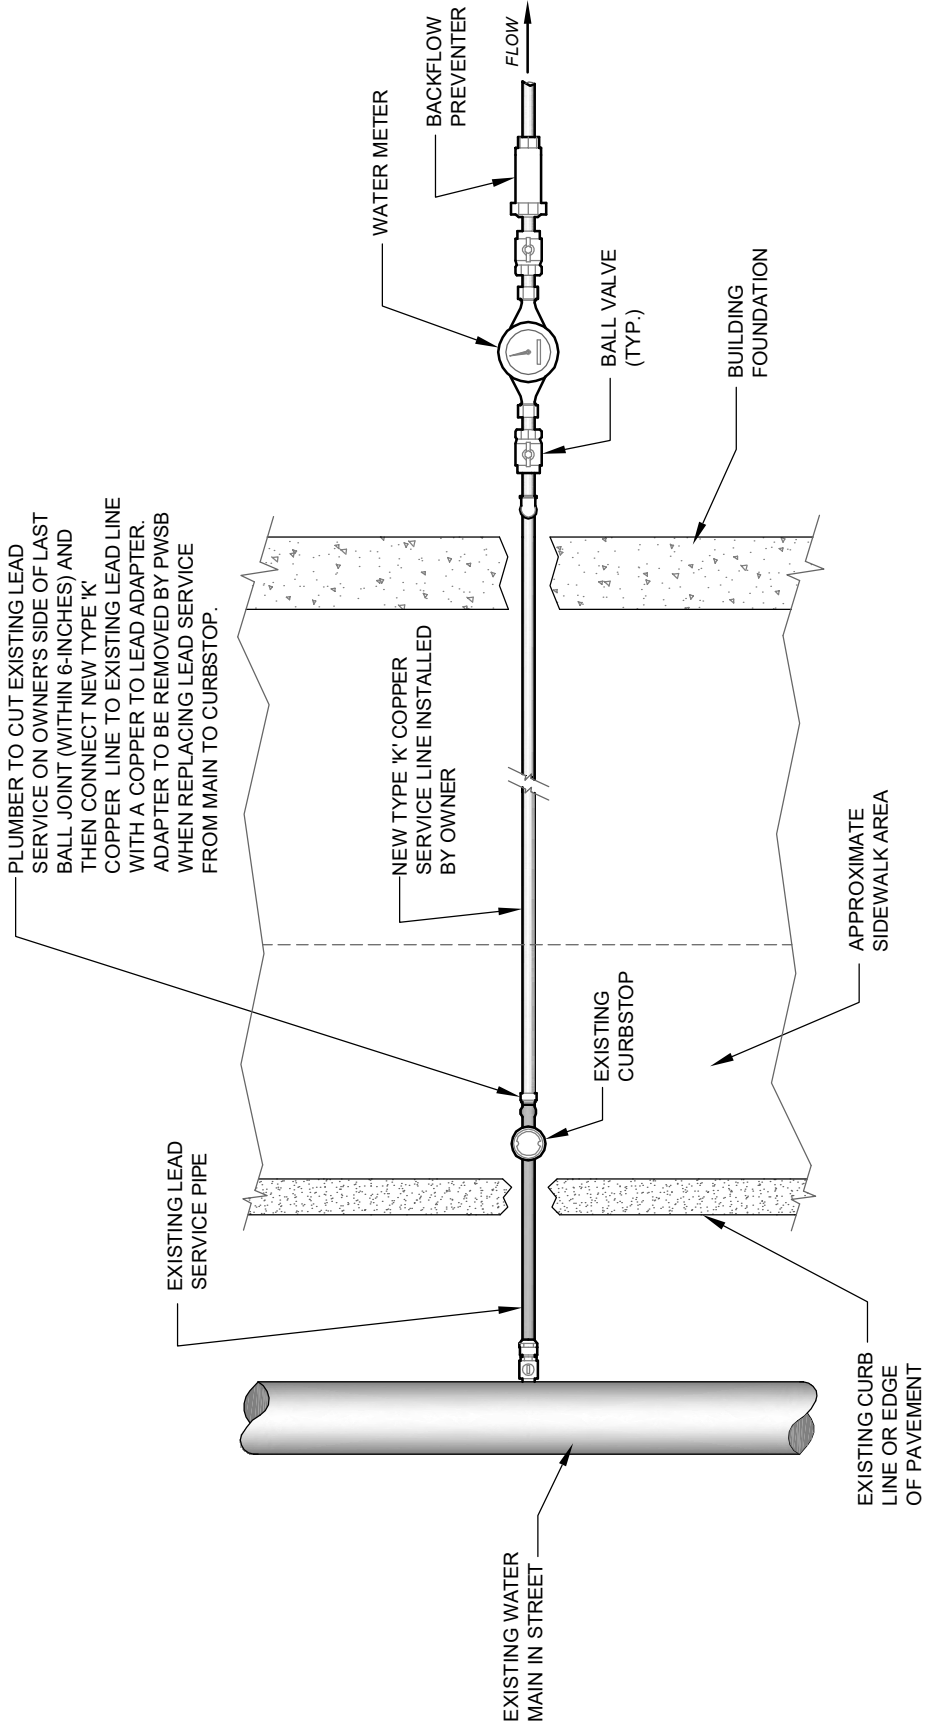 PLUMBER TO CUT EXISTING LEAD
SERVICE ON OWNER'S SIDE OF LAST
BALL JOINT (WITHIN 6-INCHES) AND
THEN CONNECT NEW TYPE 'K'
COPPER LINE TO EXISTING LEAD LINE
WITH A COPPER TO LEAD ADAPTER.
ADAPTER TO BE REMOVED BY PWSB
WHEN REPLACING LEAD SERVICE
FROM MAIN TO CURBSTOP.
EXISTING LEAD
SERVICE PIPE
NEW TYPE 'K' COPPER
SERVICE LINE INSTALLED
BY OWNER
WATER METER
BACKFLOW
PREVENTER
FLOW
EXISTING WATER
MAIN IN STREET
EXISTING
CURBSTOP
BALL VALVE
(TYP.)
BUILDING
FOUNDATION
APPROXIMATE
SIDEWALK AREA
EXISTING CURB
LINE OR EDGE
OF PAVEMENT